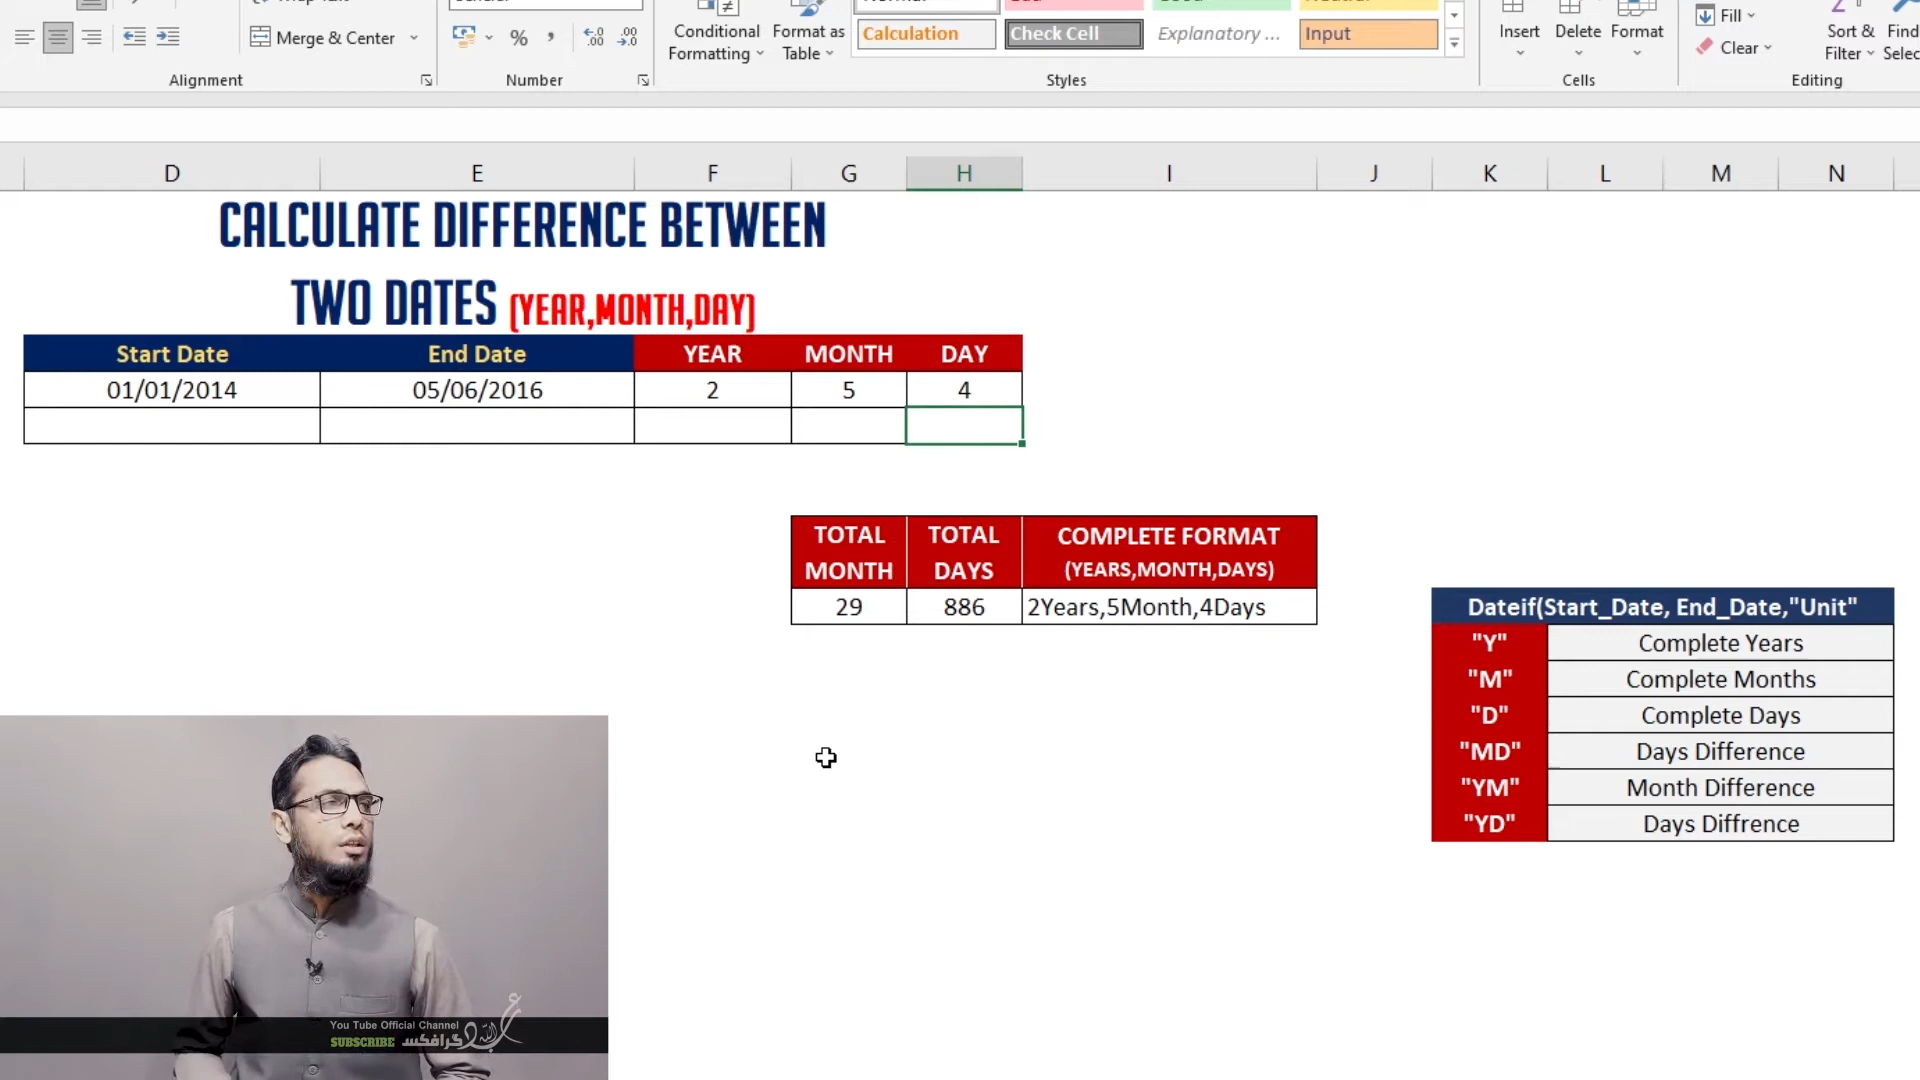 Merge & Center
%
Conditional
Formatting
Format as
Table
Calculation
Check Cell
Explanatory ...
Input
Insert
Delete
Format
Fill
Clear
Sort &
Filter
Find
Selec
Alignment
Number
Styles
Cells
Editing
D E F G H I J K L M N
CALCULATE DIFFERENCE BETWEEN
TWO DATES (YEAR,MONTH,DAY)
Start Date End Date YEAR MONTH DAY
01/01/2014 05/06/2016 2 5 4
TOTAL MONTH
TOTAL DAYS
COMPLETE FORMAT
(YEARS,MONTH,DAYS)
29 886 2Years,5Month,4Days
Dateif(Start_Date, End_Date,"Unit"
"Y" Complete Years
"M" Complete Months
"D" Complete Days
"MD" Days Difference
"YM" Month Difference
"YD" Days Diffrence
You Tube Official Channel
SUBSCRIBE گرافکس